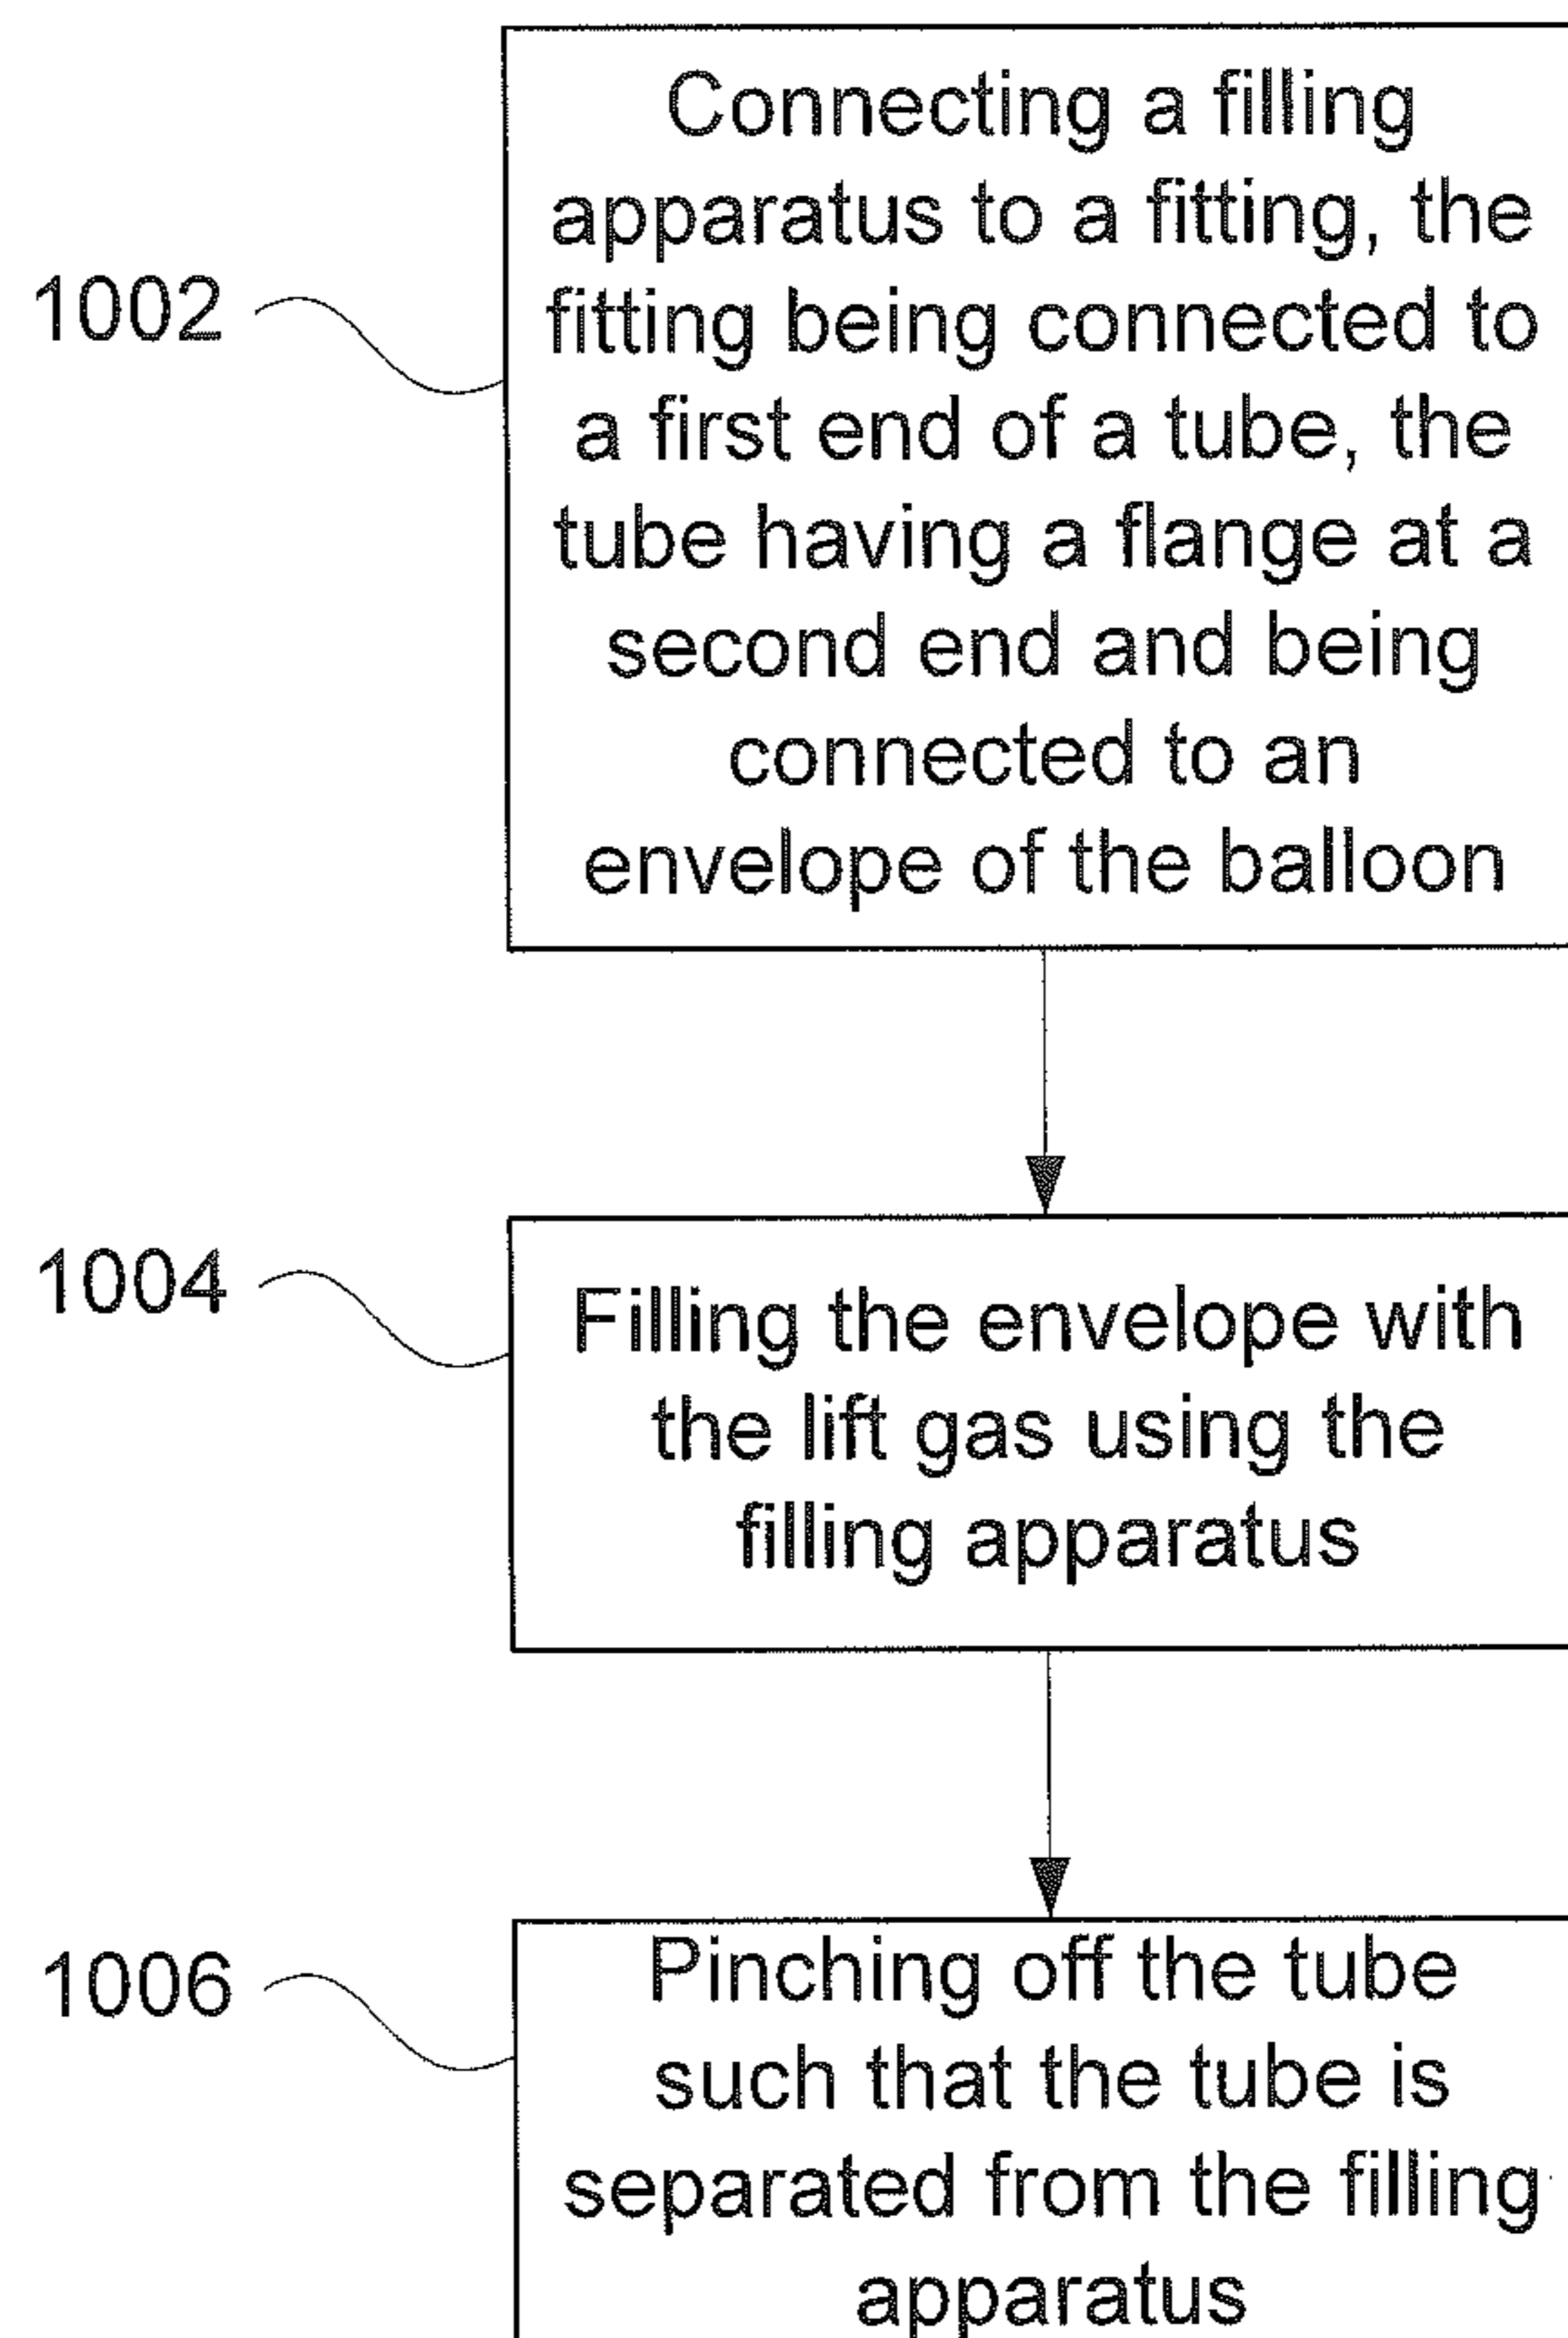 1002
Connecting a filling
apparatus to a fitting, the
fitting being connected to
a first end of a tube, the
tube having a flange at a
second end and being
connected to an
envelope of the balloon
1004
Filling the envelope with
the lift gas using the
filling apparatus
1006
Pinching off the tube
such that the tube is
separated from the filling
apparatus